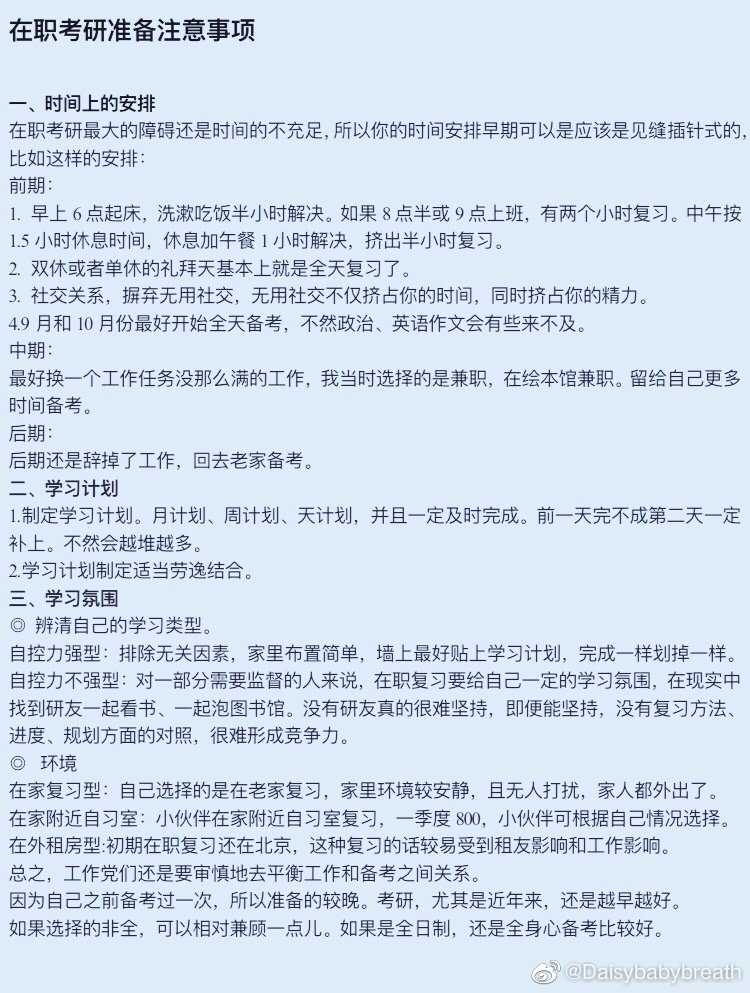 在职考研准备注意事项
一、时间上的安排
在职考研最大的障碍还是时间的不充足，所以你的时间安排早期可以是应该是见缝插针式的，
比如这样的安排：
前期：
1. 早上 6 点起床，洗漱吃饭半小时解决。如果 8 点半或 9 点上班，有两个小时复习。中午按
1.5 小时休息时间，休息加午餐 1 小时解决，挤出半小时复习。
2. 双休或者单休的礼拜天基本上就是全天复习了。
3. 社交关系，摒弃无用社交，无用社交不仅挤占你的时间，同时挤占你的精力。
4.9 月和 10 月份最好开始全天备考，不然政治、英语作文会有些来不及。
中期：
最好换一个工作任务没那么满的工作，我当时选择的是兼职，在绘本馆兼职。留给自己更多
时间备考。
后期：
后期还是辞掉了工作，回去老家备考。
二、学习计划
1.制定学习计划。月计划、周计划、天计划，并且一定及时完成。前一天完不成第二天一定
补上。不然会越堆越多。
2.学习计划制定适当劳逸结合。
三、学习氛围
◎ 辨清自己的学习类型。
自控力强型：排除无关因素，家里布置简单，墙上最好贴上学习计划，完成一样划掉一样。
自控力不强型：对一部分需要监督的人来说，在职复习要给自己一定的学习氛围，在现实中
找到研友一起看书、一起泡图书馆。没有研友真的很难坚持，即便能坚持，没有复习方法、
进度、规划方面的对照，很难形成竞争力。
◎ 环境
在家复习型：自己选择的是在老家复习，家里环境较安静，且无人打扰，家人都外出了。
在家附近自习室：小伙伴在家附近自习室复习，一季度 800，小伙伴可根据自己情况选择。
在外租房型:初期在职复习还在北京，这种复习的话较易受到租友影响和工作影响。
总之，工作党们还是要审慎地去平衡工作和备考之间关系。
因为自己之前备考过一次，所以准备的较晚。考研，尤其是近年来，还是越早越好。
如果选择的非全，可以相对兼顾一点儿。如果是全日制，还是全身心备考比较好。
@Daisybabybreath